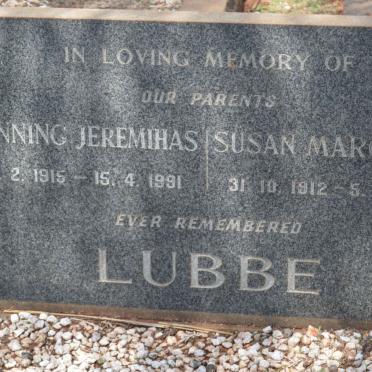 IN LOVING MEMORY OF
OUR PARENTS
NNING JEREMIHAS SUSAN MAR
2. 1915 – 15. 4. 1991 31. 10. 1912 – 5.
EVER REMEMBERED
LUBBE